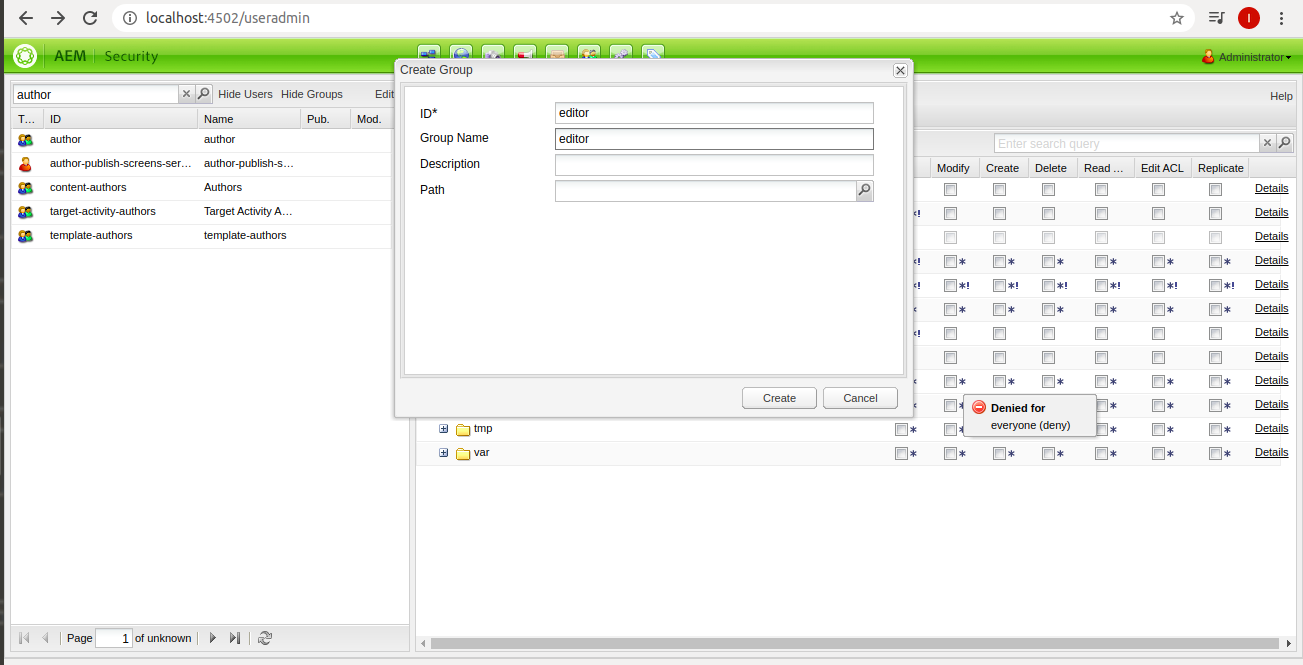 localhost:4502/useradmin
I
AEM Security
Administrator
Create Group
author
Hide Users Hide Groups Edit
Help
T... ID Name Pub. Mod.
author author
author-publish-screens-ser... author-publish-s...
content-authors Authors
target-activity-authors Target Activity A...
template-authors template-authors
ID* editor
Group Name editor
Description
Path
Create Cancel
Enter search query
Modify Create Delete Read ... Edit ACL Replicate
Details
*! Details
Details
*! * * * * * * Details
*! *! *! *! *! *! *! Details
* * * * * * * Details
*! Details
Details
* * * * * * * Details
* * * * * Details
Denied for
everyone (deny)
tmp * * * * * * Details
var * * * * * * * Details
Page 1 of unknown